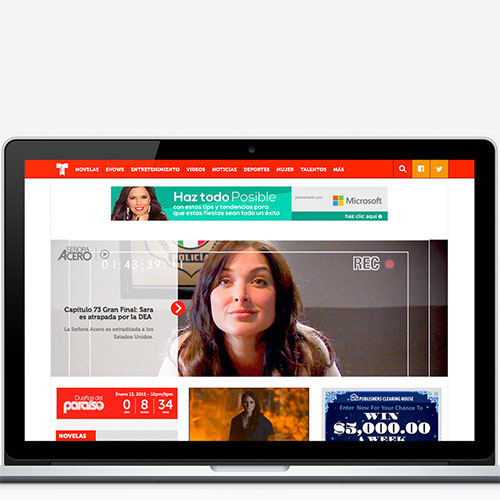 NOVELAS SHOWS ENTRETENIMIENTO VIDEOS NOTICIAS DEPORTES MUJER TALENTOS MÁS
Haz todo Posible
con estos tips y tendencias para
que estas fiestas sean todo un éxito
presentado por:
Microsoft
haz clic aquí
SEÑORA
ACERO
01:43:39:11
POLICÍA
REC
Capítulo 73 Gran Final: Sara
es atrapada por la DEA
La Señora Acero es extraditada a los
Estados Unidos.
Dueños del
paraíso
Enero 13, 2015 - 10pm/9pm
0 8 34
NOVELAS
PUBLISHERS CLEARING HOUSE
Enter Now For Your Chance To
WIN
$5,000.00
A WEEK